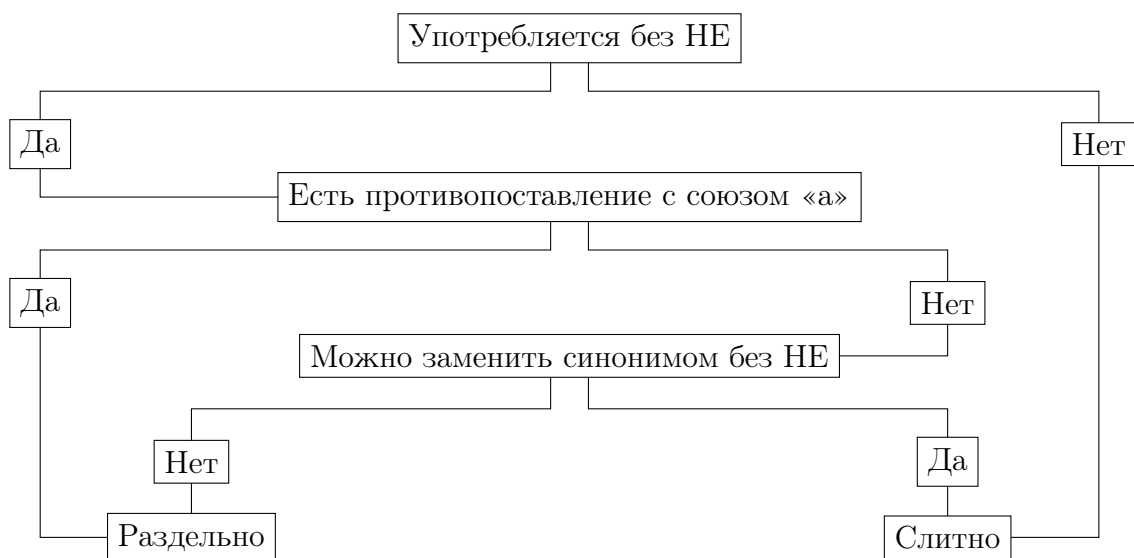 Употребляется без НЕ
Да
Нет
Есть противопоставление с союзом «а»
Да
Нет
Можно заменить синонимом без НЕ
Нет
Да
Раздельно
Слитно